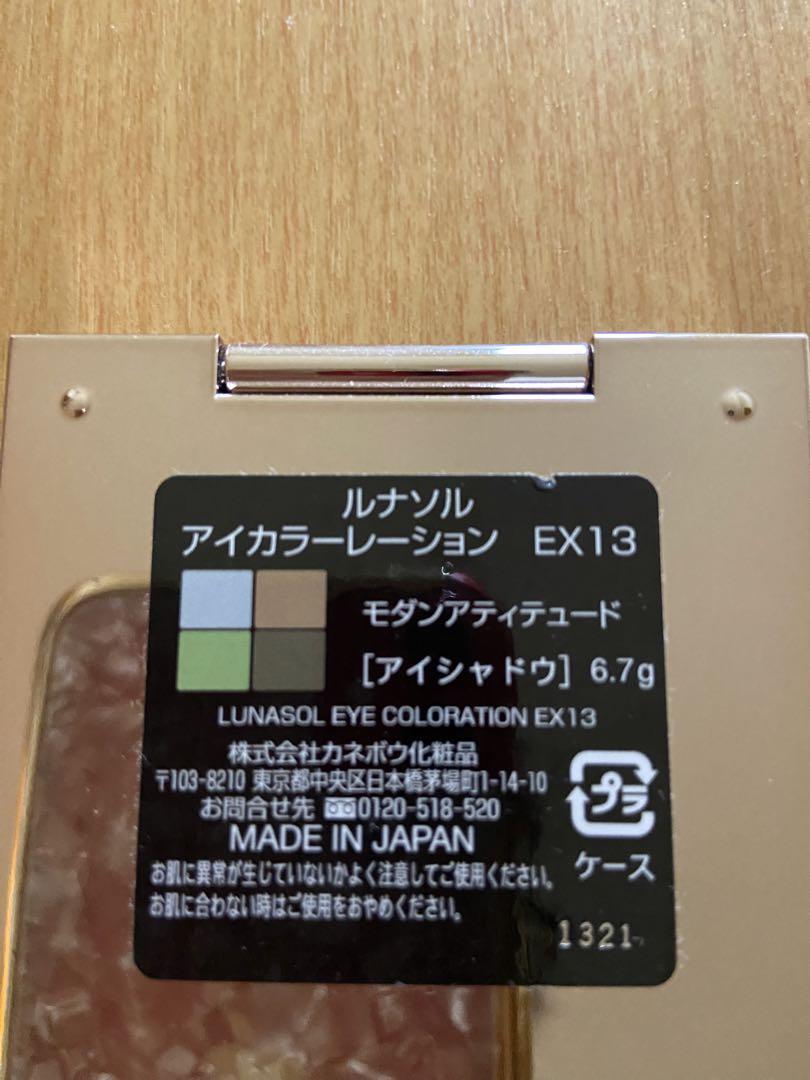 ルナソル
アイカラーレーション EX13
モダンアティテュード
[アイシャドウ] 6.7g
LUNASOL EYE COLORATION EX13
株式会社カネボウ化粧品
〒103-8210 東京都中央区日本橋茅場町1-14-10
お問合せ先 0120-518-520
MADE IN JAPAN
お肌に異常が生じていないかよく注意してご使用ください。
お肌に合わない時はご使用をおやめください。
プラ
ケース
1321